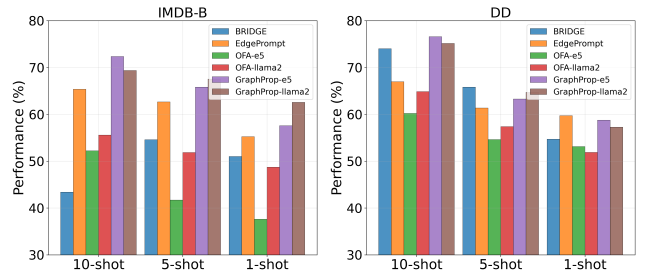 IMDB-B
Performance (%)
80
70
60
50
40
30
BRIDGE
EdgePrompt
OFA-e5
OFA-llama2
GraphProp-e5
GraphProp-llama2
10-shot
5-shot
1-shot
DD
Performance (%)
80
70
60
50
40
30
BRIDGE
EdgePrompt
OFA-e5
OFA-llama2
GraphProp-e5
GraphProp-llama2
10-shot
5-shot
1-shot